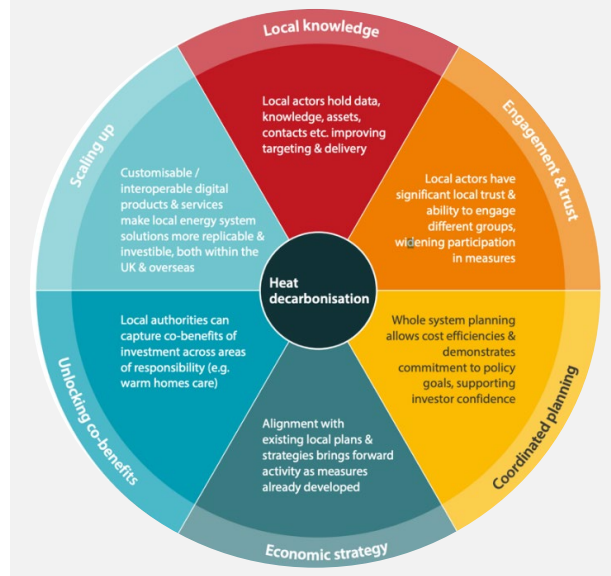 Local knowledge
Local actors hold data,
knowledge, assets,
contacts etc. improving
targeting & delivery
Engagement & trust
Local actors have
significant local trust &
ability to engage
different groups,
widening participation
in measures
Coordinated planning
Whole system planning
allows cost efficiencies &
demonstrates
commitment to policy
goals, supporting
investor confidence
Economic strategy
Alignment with
existing local plans &
strategies brings forward
activity as measures
already developed
Unlocking co-benefits
Local authorities can
capture co-benefits of
investment across areas
of responsibility (e.g.
warm homes care)
Scaling up
Customisable /
interoperable digital
products & services
make local energy system
solutions more replicable &
investible, both within the
UK & overseas
Heat
decarbonisation